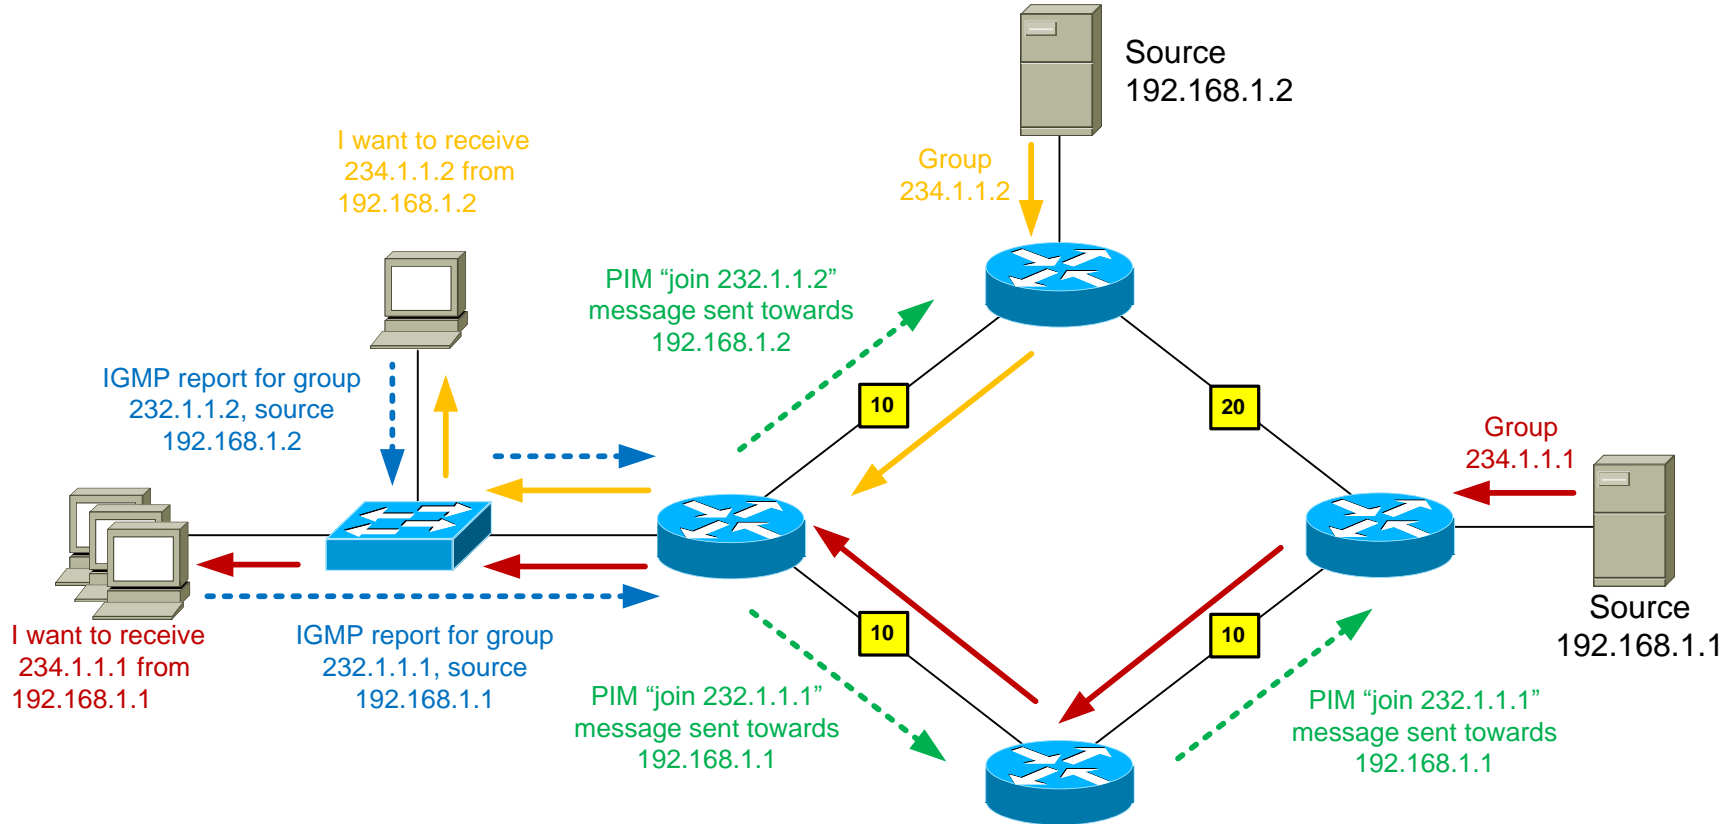 Source
192.168.1.2
I want to receive
234.1.1.2 from
192.168.1.2
Group
234.1.1.2
PIM “join 232.1.1.2”
message sent towards
192.168.1.2
IGMP report for group
232.1.1.2, source
192.168.1.2
10
20
Group
234.1.1.1
Source
192.168.1.1
I want to receive
234.1.1.1 from
192.168.1.1
IGMP report for group
232.1.1.1, source
192.168.1.1
10
10
PIM “join 232.1.1.1”
message sent towards
192.168.1.1
PIM “join 232.1.1.1”
message sent towards
192.168.1.1